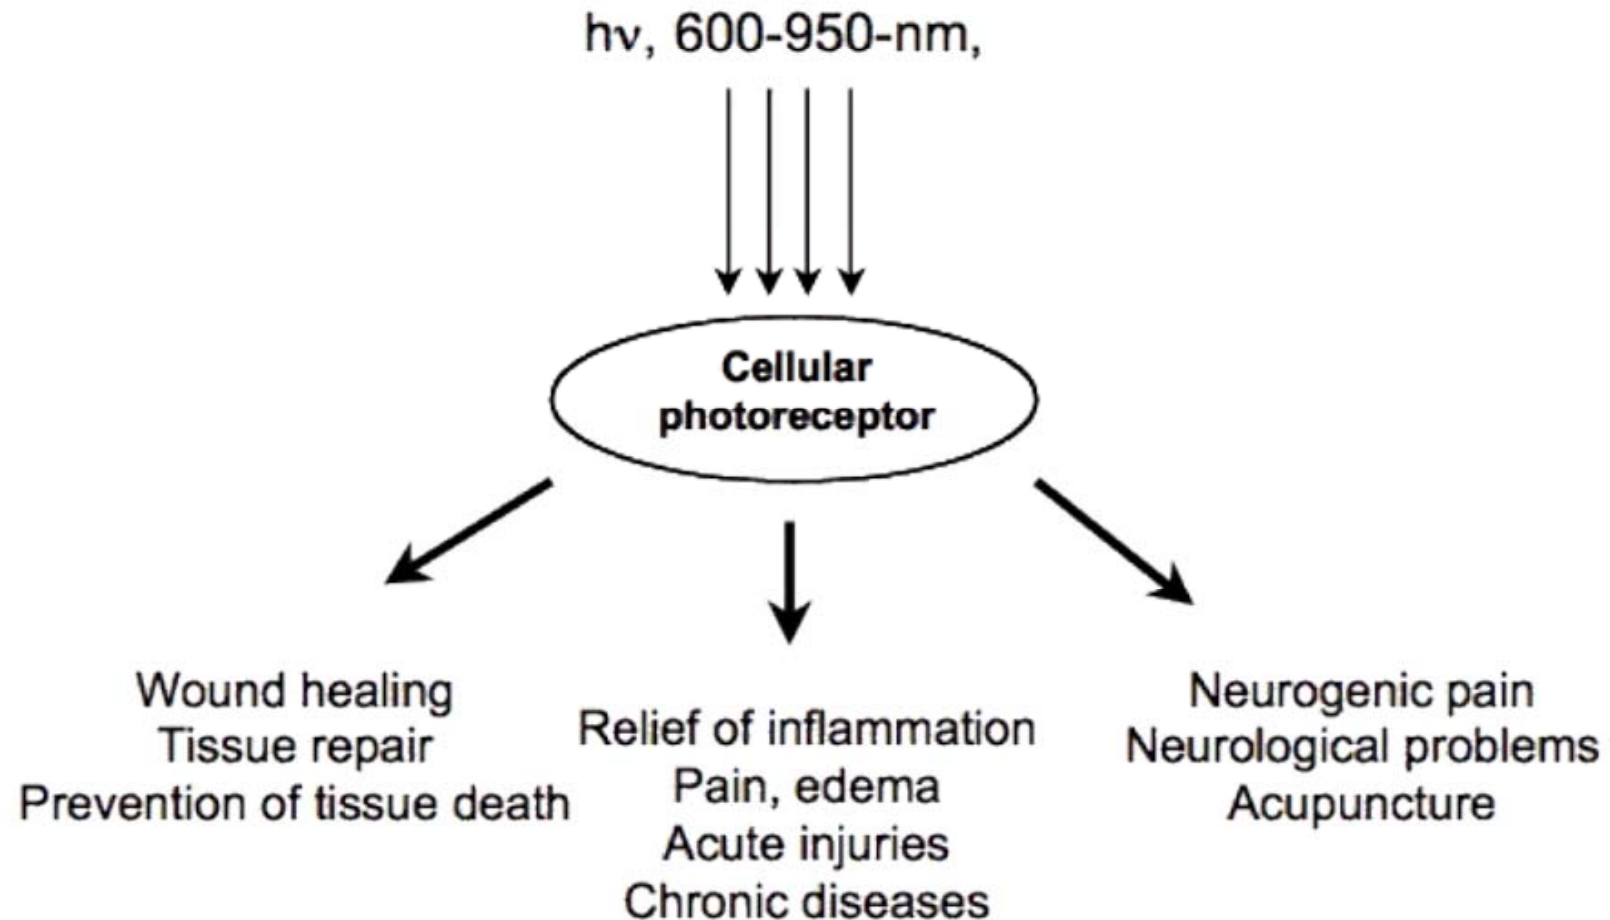 hν, 600-950-nm,
Cellular
photoreceptor
Wound healing
Tissue repair
Prevention of tissue death
Relief of inflammation
Pain, edema
Acute injuries
Chronic diseases
Neurogenic pain
Neurological problems
Acupuncture